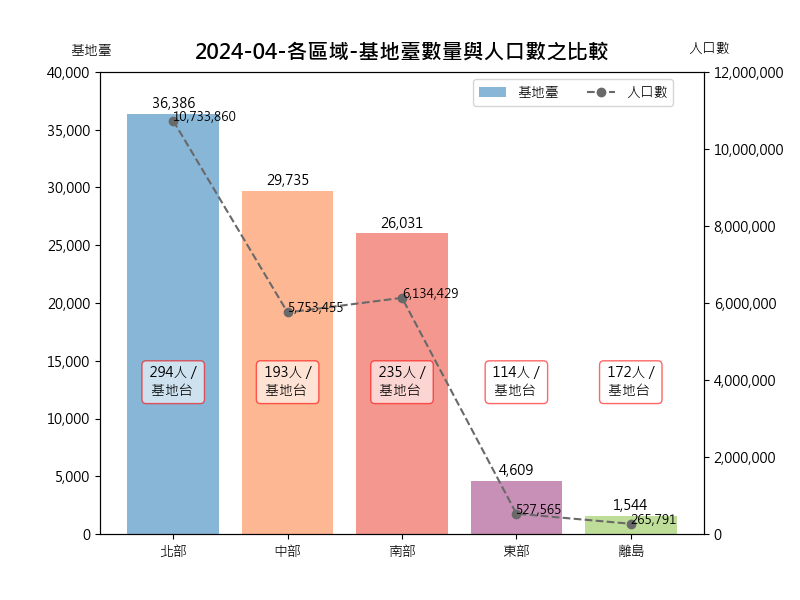 2024-04-各區域-基地臺數量與人口數之比較
基地臺
人口數
基地臺
人口數
40,000
35,000
30,000
25,000
20,000
15,000
10,000
5,000
0
12,000,000
10,000,000
8,000,000
6,000,000
4,000,000
2,000,000
0
36,386
29,735
26,031
4,609
1,544
10,733,860
5,753,455
6,134,429
527,565
265,791
294人 /
基地台
193人 /
基地台
235人 /
基地台
114人 /
基地台
172人 /
基地台
北部
中部
南部
東部
離島